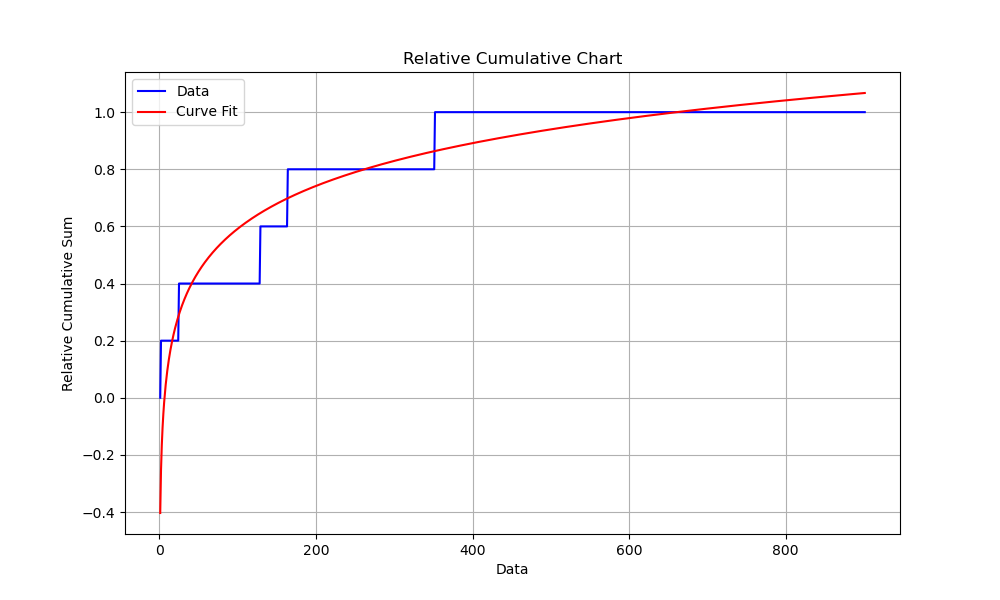 Relative Cumulative Chart
Data
Curve Fit
1.0
0.8
0.6
0.4
0.2
0.0
−0.2
−0.4
Relative Cumulative Sum
0 200 400 600 800
Data